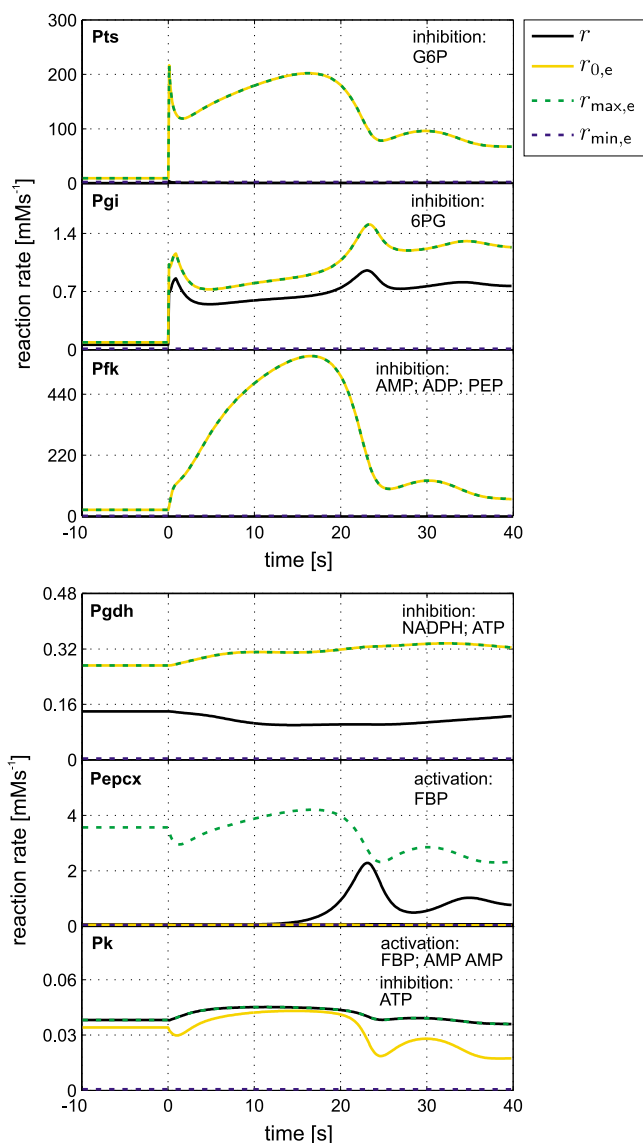 300
Pts
inhibition:
G6P
200
100
0
r
r0,e
rmax,e
rmin,e
Pgi
inhibition:
6PG
1.4
0.7
0
reaction rate [mMs-1]
Pfk
inhibition:
AMP; ADP; PEP
440
220
0
-10 0 10 20 30 40
time [s]
0.48
Pgdh
inhibition:
NADPH; ATP
0.32
0.16
0
Pepcx
activation:
FBP
4
2
0
reaction rate [mMs-1]
Pk
activation:
FBP; AMP AMP
inhibition:
ATP
0.06
0.03
0
-10 0 10 20 30 40
time [s]